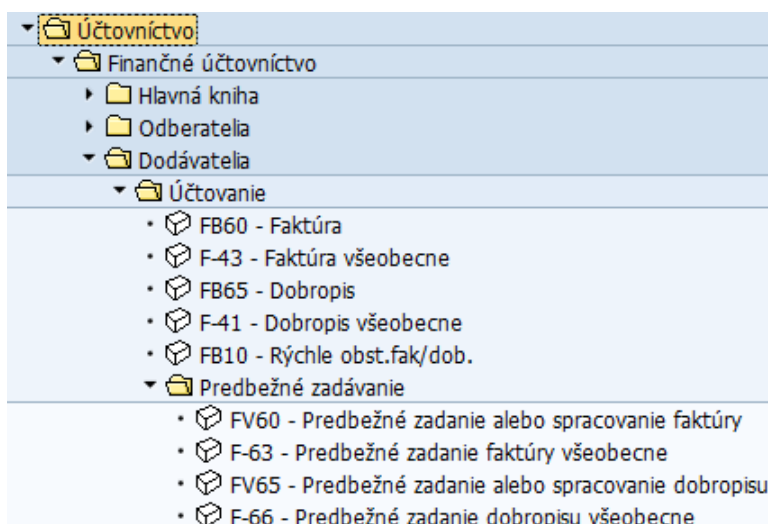 Účtovníctvo
Finančné účtovníctvo
Hlavná kniha
Odberatelia
Dodávatelia
Účtovanie
FB60 - Faktúra
F-43 - Faktúra všeobecne
FB65 - Dobropis
F-41 - Dobropis všeobecne
FB10 - Rýchle obst.fak/dob.
Predbežné zadávanie
FV60 - Predbežné zadanie alebo spracovanie faktúry
F-63 - Predbežné zadanie faktúry všeobecne
FV65 - Predbežné zadanie alebo spracovanie dobropisu
F-66 - Predbežné zadanie dobropisu všeobecne